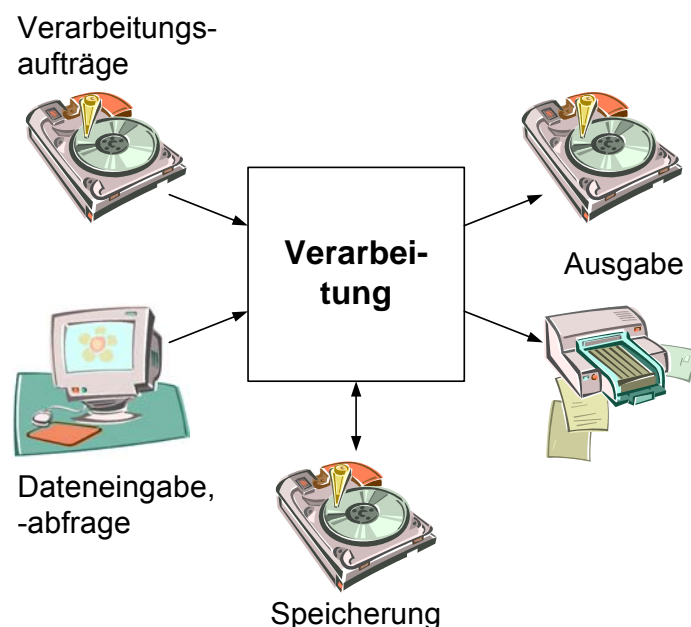 Verarbeitungs-
aufträge
Verarbei-
tung
Ausgabe
Dateneingabe,
-abfrage
Speicherung